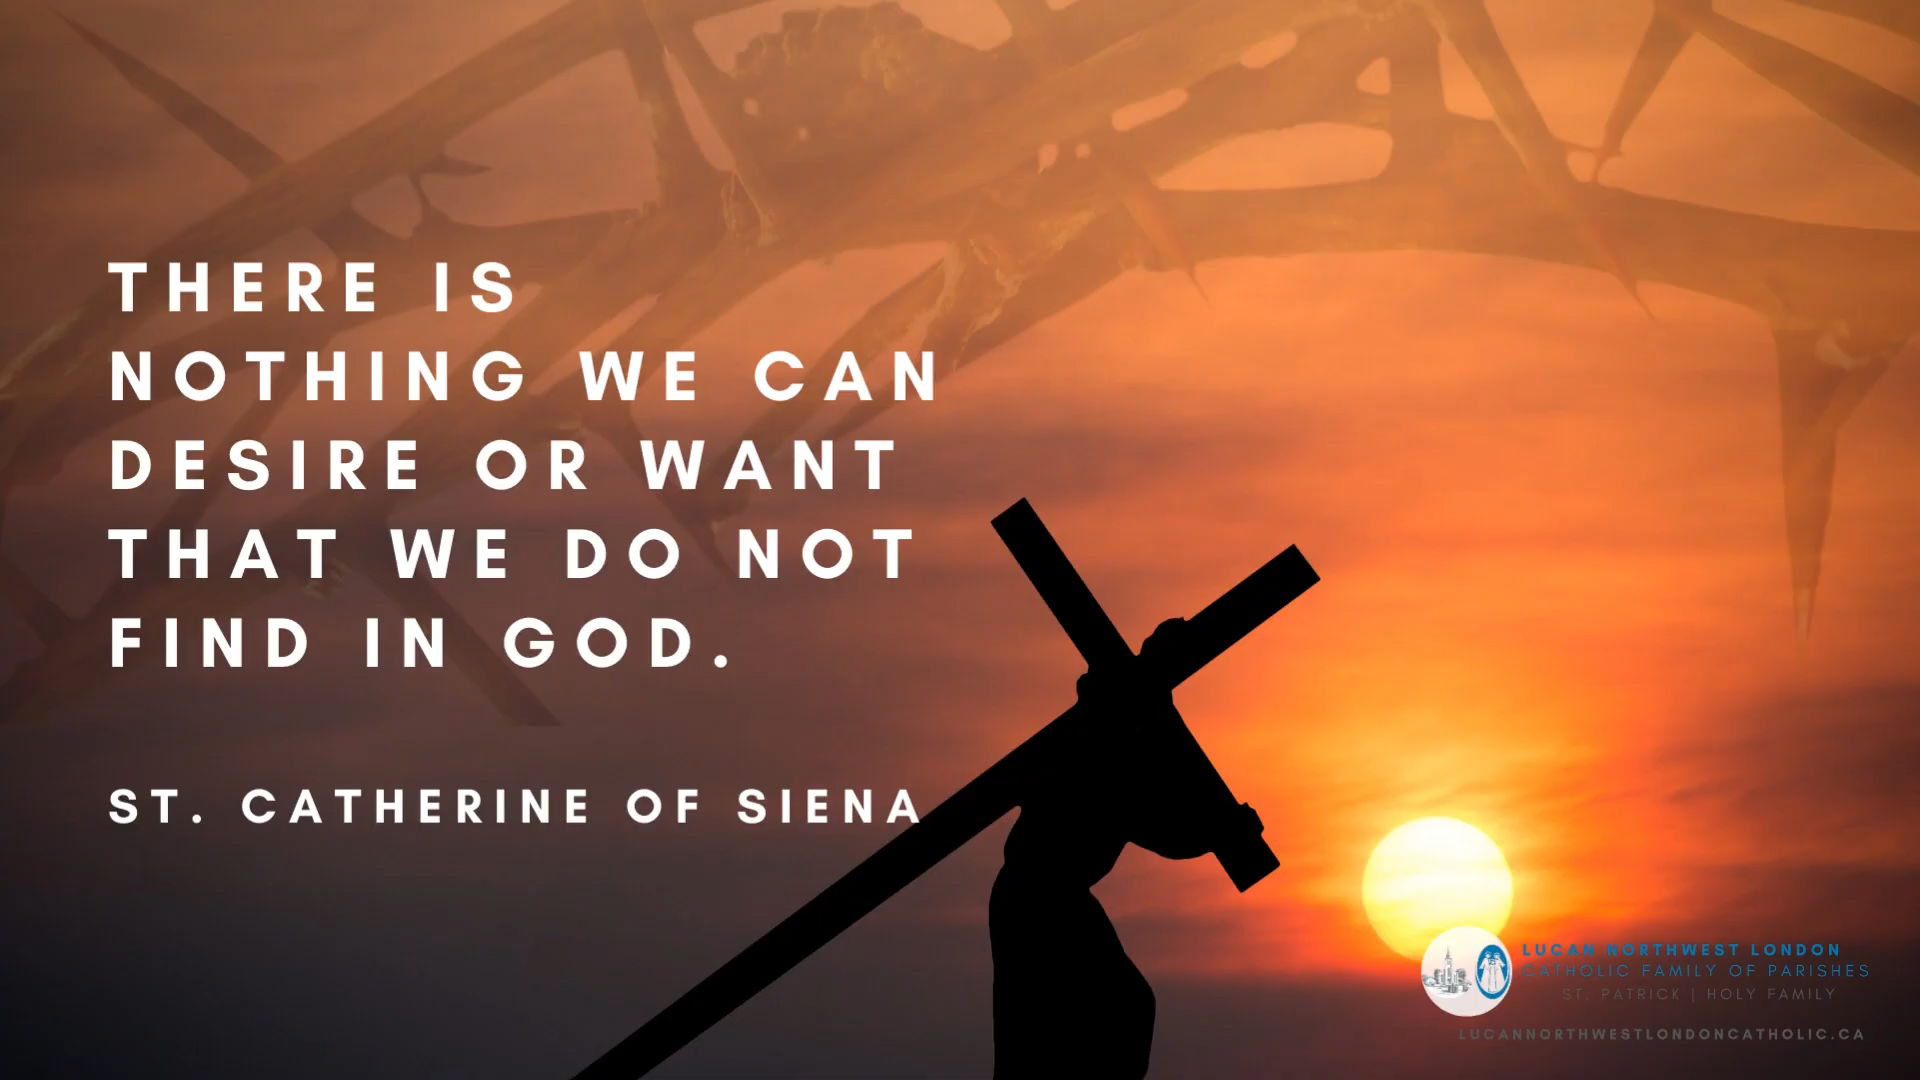 THERE IS
NOTHING WE CAN
DESIRE OR WANT
THAT WE DO NOT
FIND IN GOD.
ST. CATHERINE OF SIENA
LUCAN NORTHWEST LONDON
CATHOLIC FAMILY OF PARISHES
ST. PATRICK | HOLY FAMILY
LUCANNORTHWESTLONDONCATHOLIC.CA